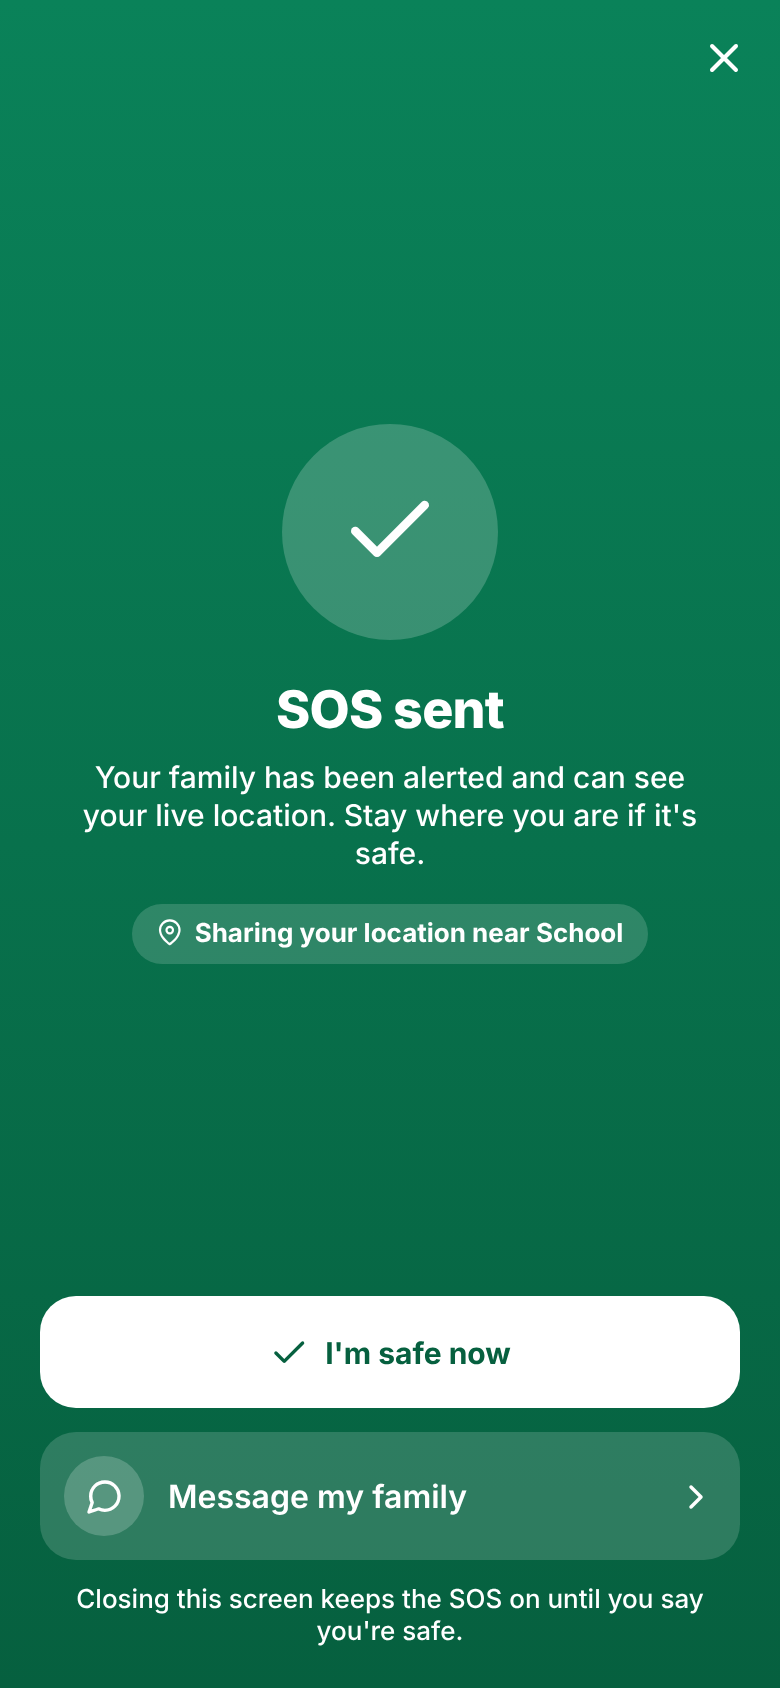 SOS sent
Your family has been alerted and can see
your live location. Stay where you are if it's
safe.
Sharing your location near School
I'm safe now
Message my family
Closing this screen keeps the SOS on until you say
you're safe.